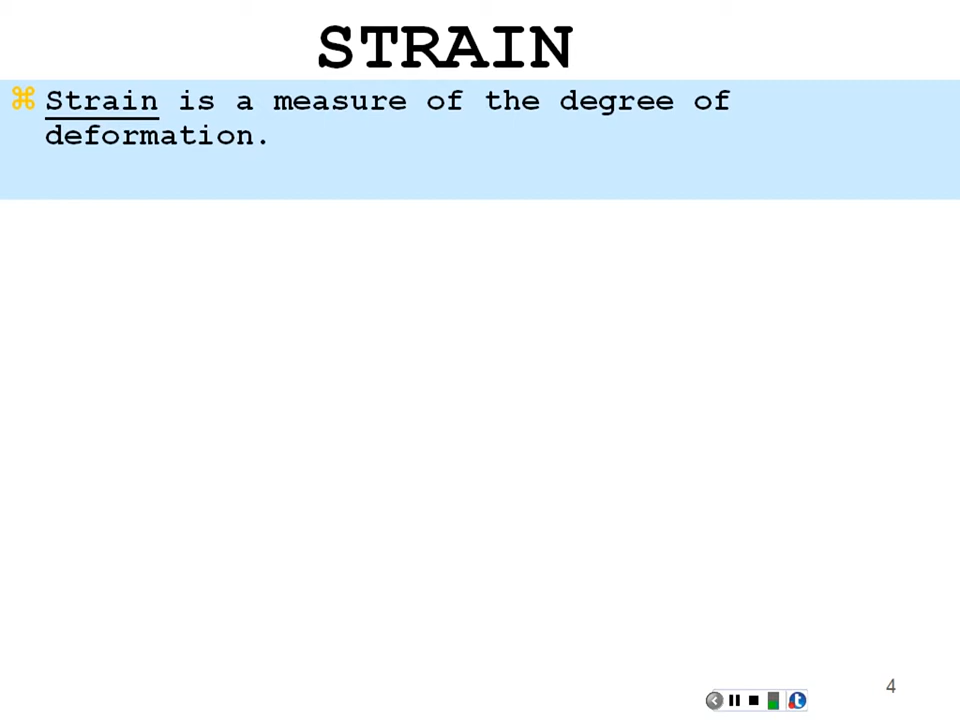 STRAIN
⌘ Strain is a measure of the degree of
deformation.
4